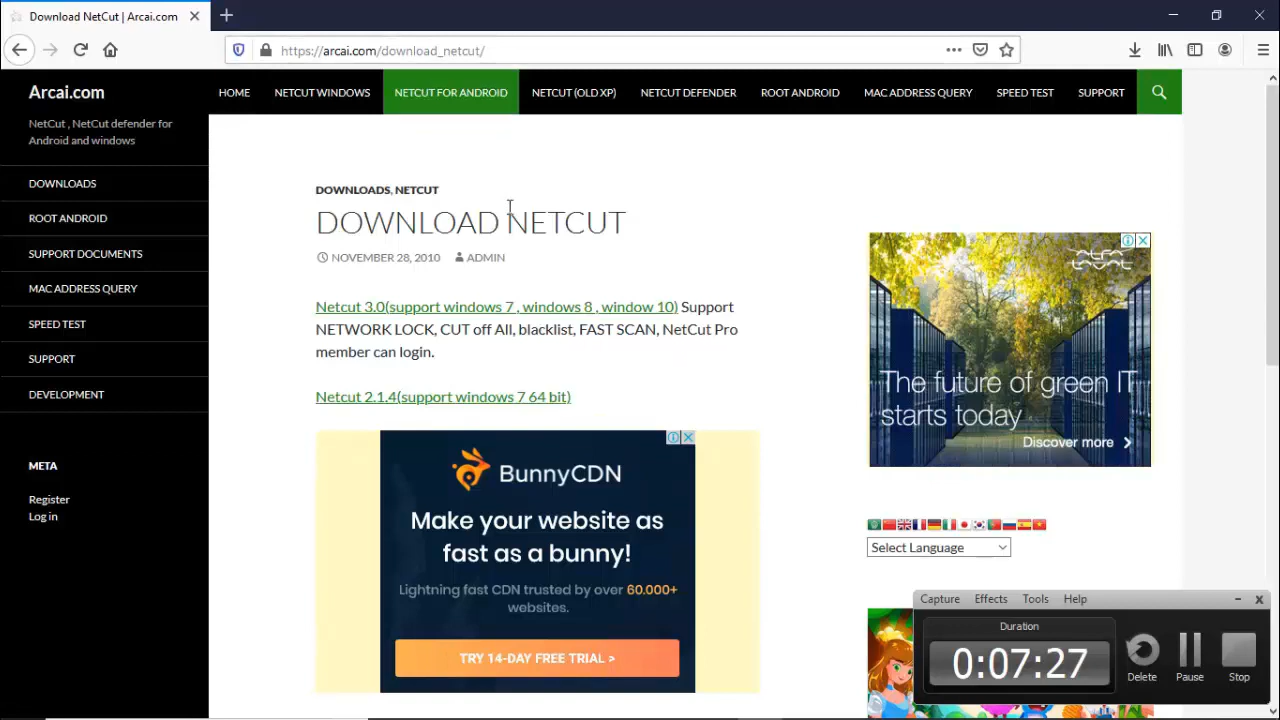 Download NetCut | Arcai.com
https://arcai.com/download_netcut/
Arcai.com
NetCut , NetCut defender for
Android and windows
HOME
NETCUT WINDOWS
NETCUT FOR ANDROID
NETCUT (OLD XP)
NETCUT DEFENDER
ROOT ANDROID
MAC ADDRESS QUERY
SPEED TEST
SUPPORT
DOWNLOADS
ROOT ANDROID
SUPPORT DOCUMENTS
MAC ADDRESS QUERY
SPEED TEST
SUPPORT
DEVELOPMENT
META
Register
Log in
DOWNLOADS, NETCUT
DOWNLOAD NETCUT
NOVEMBER 28, 2010 ADMIN
Netcut 3.0(support windows 7 , windows 8 , window 10) Support
NETWORK LOCK, CUT off All, blacklist, FAST SCAN, NetCut Pro
member can login.
Netcut 2.1.4(support windows 7 64 bit)
BunnyCDN
Make your website as
fast as a bunny!
Lightning fast CDN trusted by over 60.000+
websites.
TRY 14-DAY FREE TRIAL >
The future of green IT
starts today
Discover more
Select Language
Capture Effects Tools Help
Duration
0:07:27
Delete Pause Stop